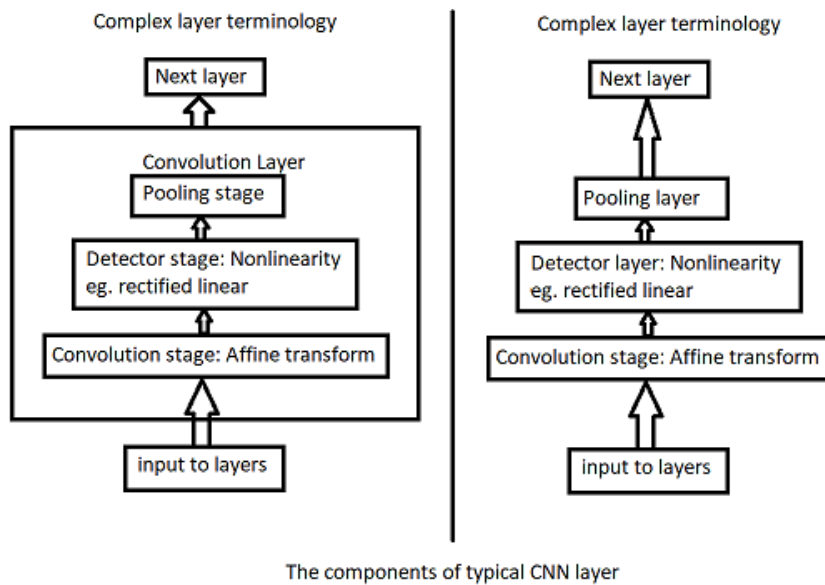 Complex layer terminology
Next layer
Convolution Layer
Pooling stage
Detector stage: Nonlinearity
eg. rectified linear
Convolution stage: Affine transform
input to layers
Complex layer terminology
Next layer
Pooling layer
Detector layer: Nonlinearity
eg. rectified linear
Convolution stage: Affine transform
input to layers
The components of typical CNN layer